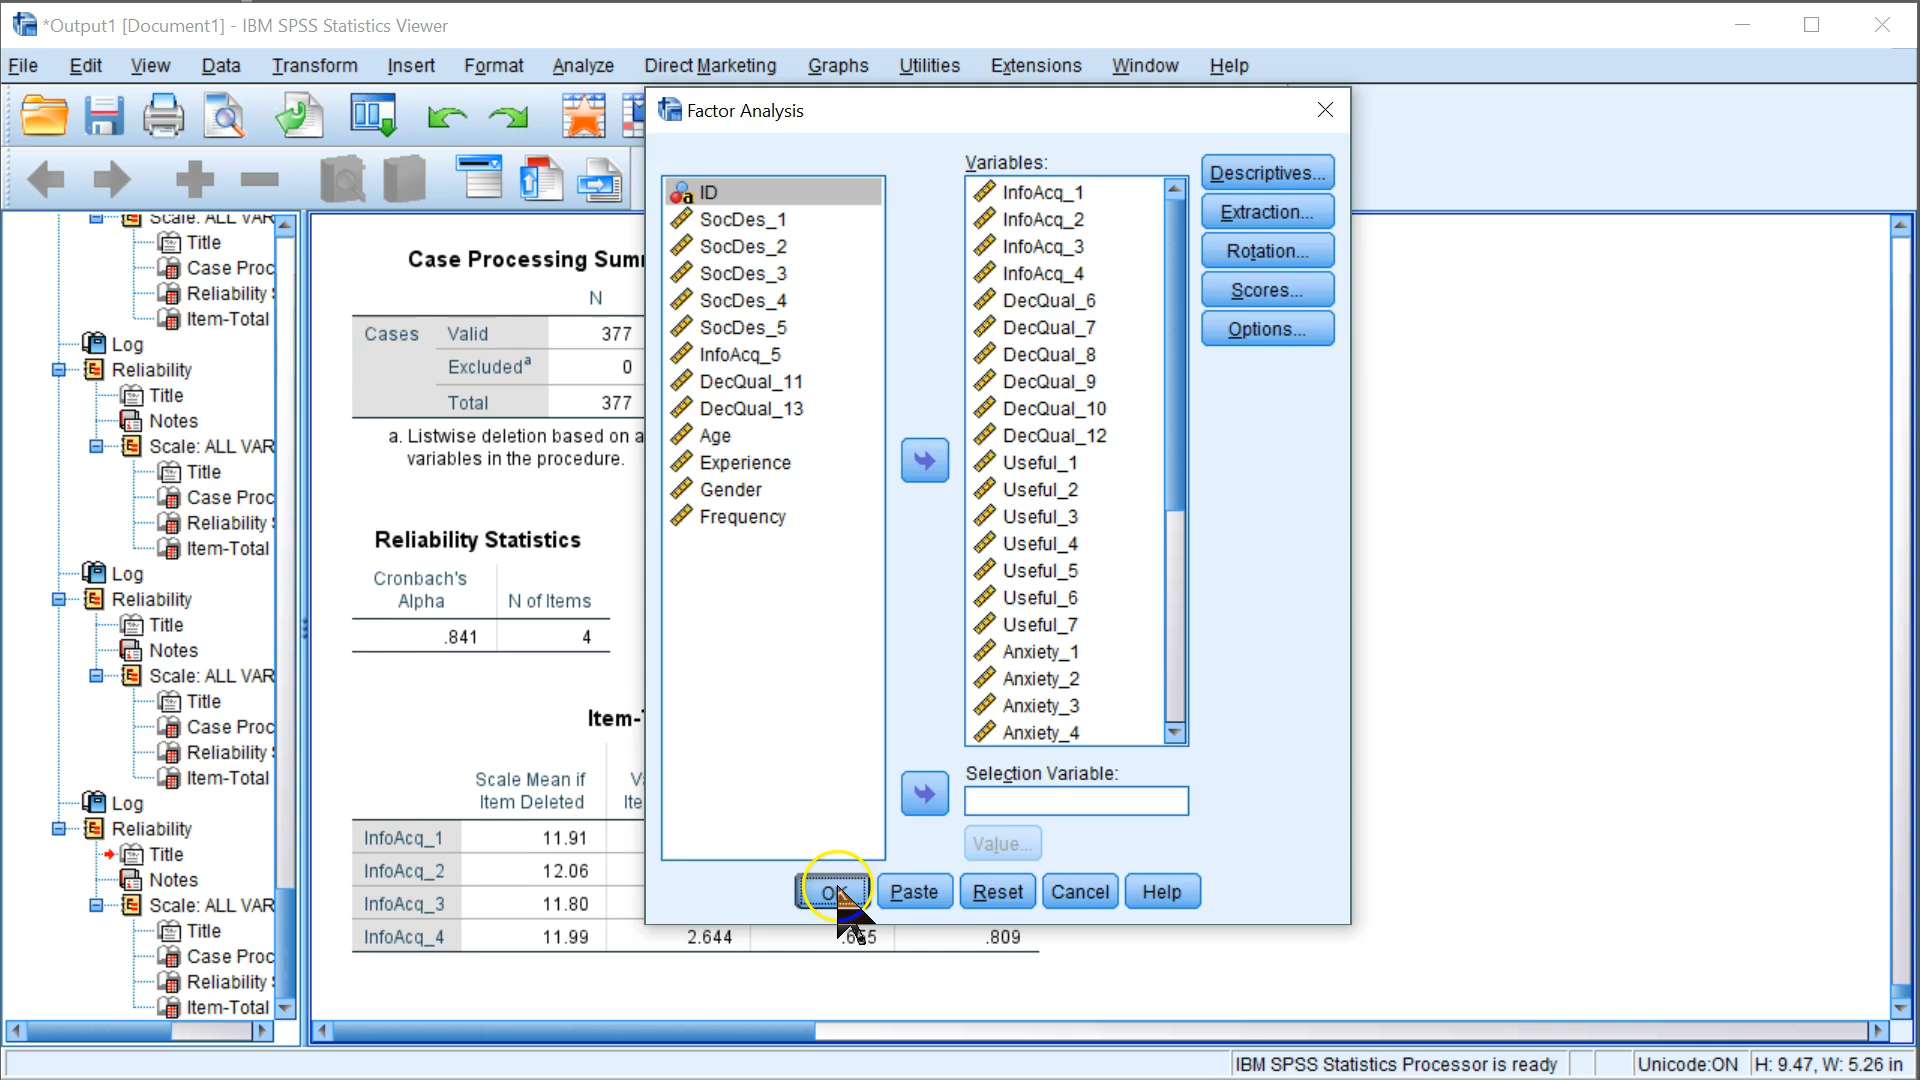 *Output1 [Document1] - IBM SPSS Statistics Viewer
File Edit View Data Transform Insert Format Analyze Direct Marketing Graphs Utilities Extensions Window Help
Scale: ALL VAR
Title
Case Proc
Reliability
Item-Total
Log
Reliability
Title
Notes
Scale: ALL VAR
Title
Case Proc
Reliability
Item-Total
Log
Reliability
Title
Notes
Scale: ALL VAR
Title
Case Proc
Reliability
Item-Total
Log
Reliability
Title
Notes
Scale: ALL VAR
Title
Case Proc
Reliability
Item-Total
Case Processing
N
Cases Valid 377
Excludedª 0
Total 377
a. Listwise deletion based on a
variables in the procedure.
Reliability Statistics
Cronbach's
Alpha N of Items
.841 4
Item-
Scale Mean if
Item Deleted
InfoAcq_1 11.91
InfoAcq_2 12.06
InfoAcq_3 11.80
InfoAcq_4 11.99 2.644 .809
Factor Analysis
ID
SocDes_1
SocDes_2
SocDes_3
SocDes_4
SocDes_5
InfoAcq_5
DecQual_11
DecQual_13
Age
Experience
Gender
Frequency
Variables:
InfoAcq_1
InfoAcq_2
InfoAcq_3
InfoAcq_4
DecQual_6
DecQual_7
DecQual_8
DecQual_9
DecQual_10
DecQual_12
Useful_1
Useful_2
Useful_3
Useful_4
Useful_5
Useful_6
Useful_7
Anxiety_1
Anxiety_2
Anxiety_3
Anxiety_4
Selection Variable:
Value...
Descriptives...
Extraction...
Rotation...
Scores...
Options...
OK Paste Reset Cancel Help
IBM SPSS Statistics Processor is ready Unicode:ON H: 9.47, W: 5.26 in